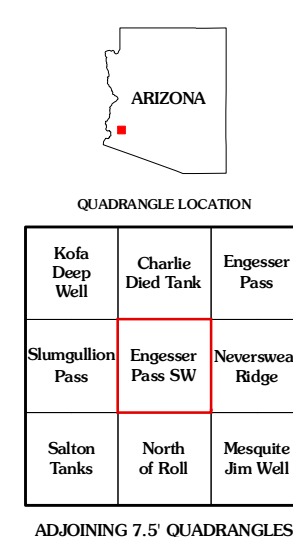 ARIZONA
QUADRANGLE LOCATION
Kofa
Deep
Well
Charlie
Died Tank
Engesser
Pass
Slumgullion
Pass
Engesser
Pass SW
Neverswea
Ridge
Salton
Tanks
North
of Roll
Mesquite
Jim Well
ADJOINING 7.5' QUADRANGLES